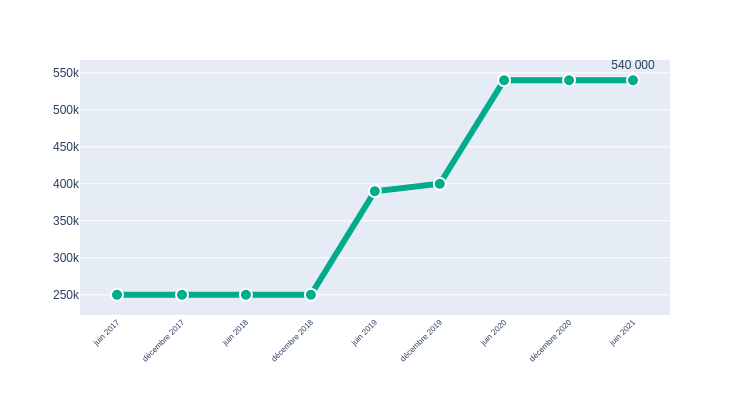 540 000
550k
500k
450k
400k
350k
300k
250k
juin 2017
décembre 2017
juin 2018
décembre 2018
juin 2019
décembre 2019
juin 2020
décembre 2020
juin 2021